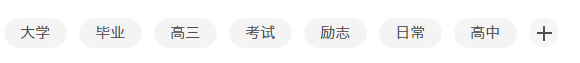 大学 毕业 高三 考试 励志 日常 高中 +